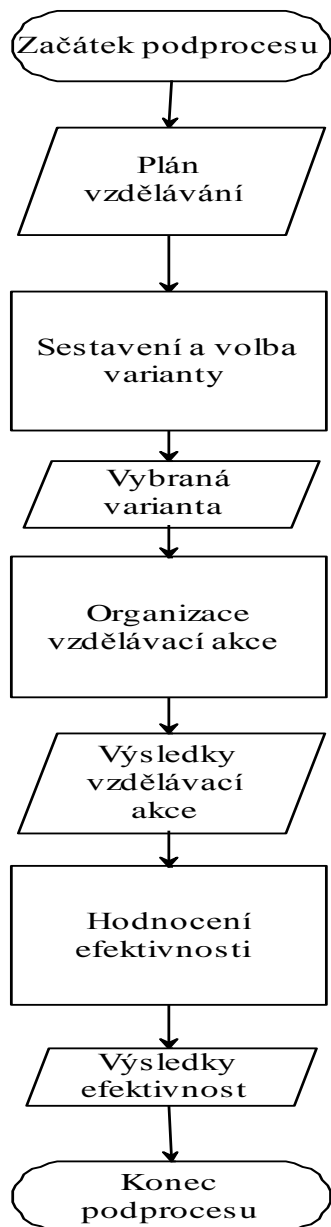 Začátek podprocesu
Plán
vzdělávání
Sestavení a volba
varianty
Vybraná
varianta
Organizace
vzdělávací akce
Výsledky
vzdělávací
akce
Hodnocení
efektivnosti
Výsledky
efektivnost
Konec
podprocesu